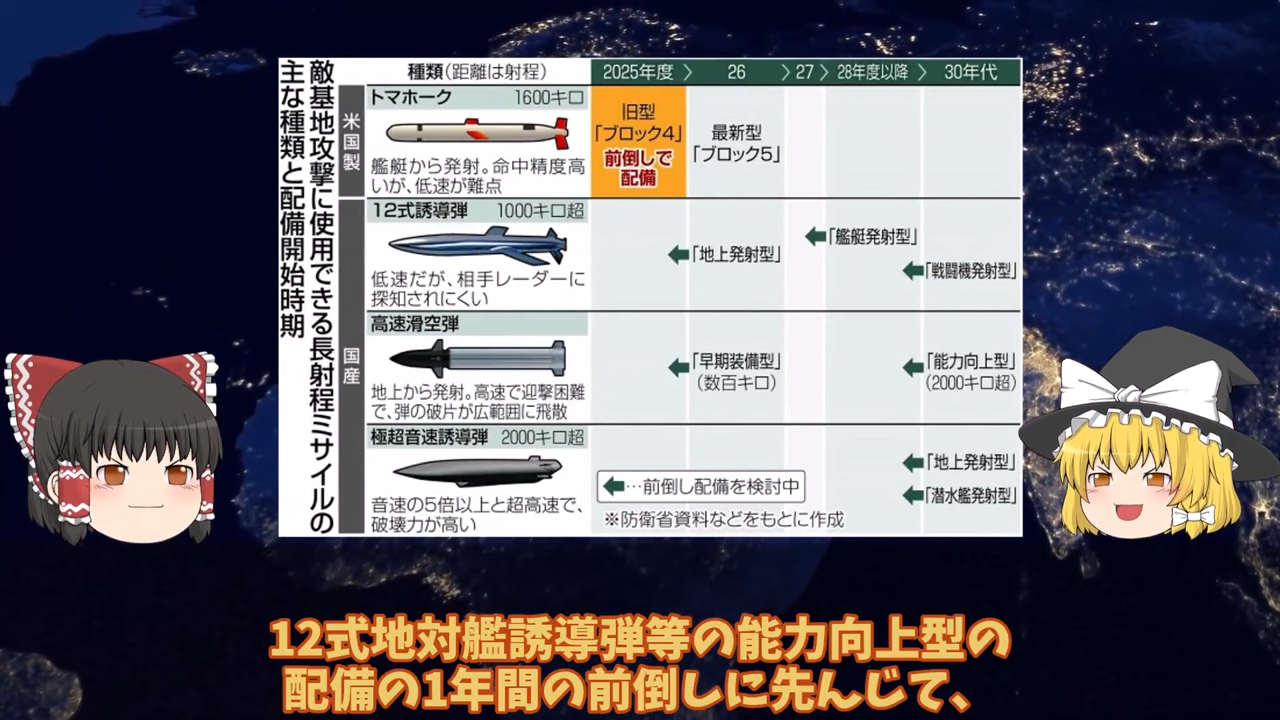 敵基地攻撃に使用できる長射程ミサイルの
主な種類と配備開始時期
種類(距離は射程)
2025年度 > 26 > 27 > 28年度以降 > 30年代
米国製
トマホーク 1600キロ
艦艇から発射。命中精度高
いが、低速が難点
旧型
「ブロック4」
前倒しで
配備
最新型
「ブロック5」
国産
12式誘導弾 1000キロ超
低速だが、相手レーダーに
探知されにくい
←「地上発射型」
←「艦艇発射型」
←「戦闘機発射型」
高速滑空弾
地上から発射。高速で迎撃困難
で、弾の破片が広範囲に飛散
←「早期装備型」
(数百キロ)
←「能力向上型」
(2000キロ超)
極超音速誘導弾 2000キロ超
音速の5倍以上と超高速で、
破壊力が高い
←「地上発射型」
←「潜水艦発射型」
←…前倒し配備を検討中
※防衛省資料などをもとに作成
12式地対艦誘導弾等の能力向上型の
配備の1年間の前倒しに先んじて、